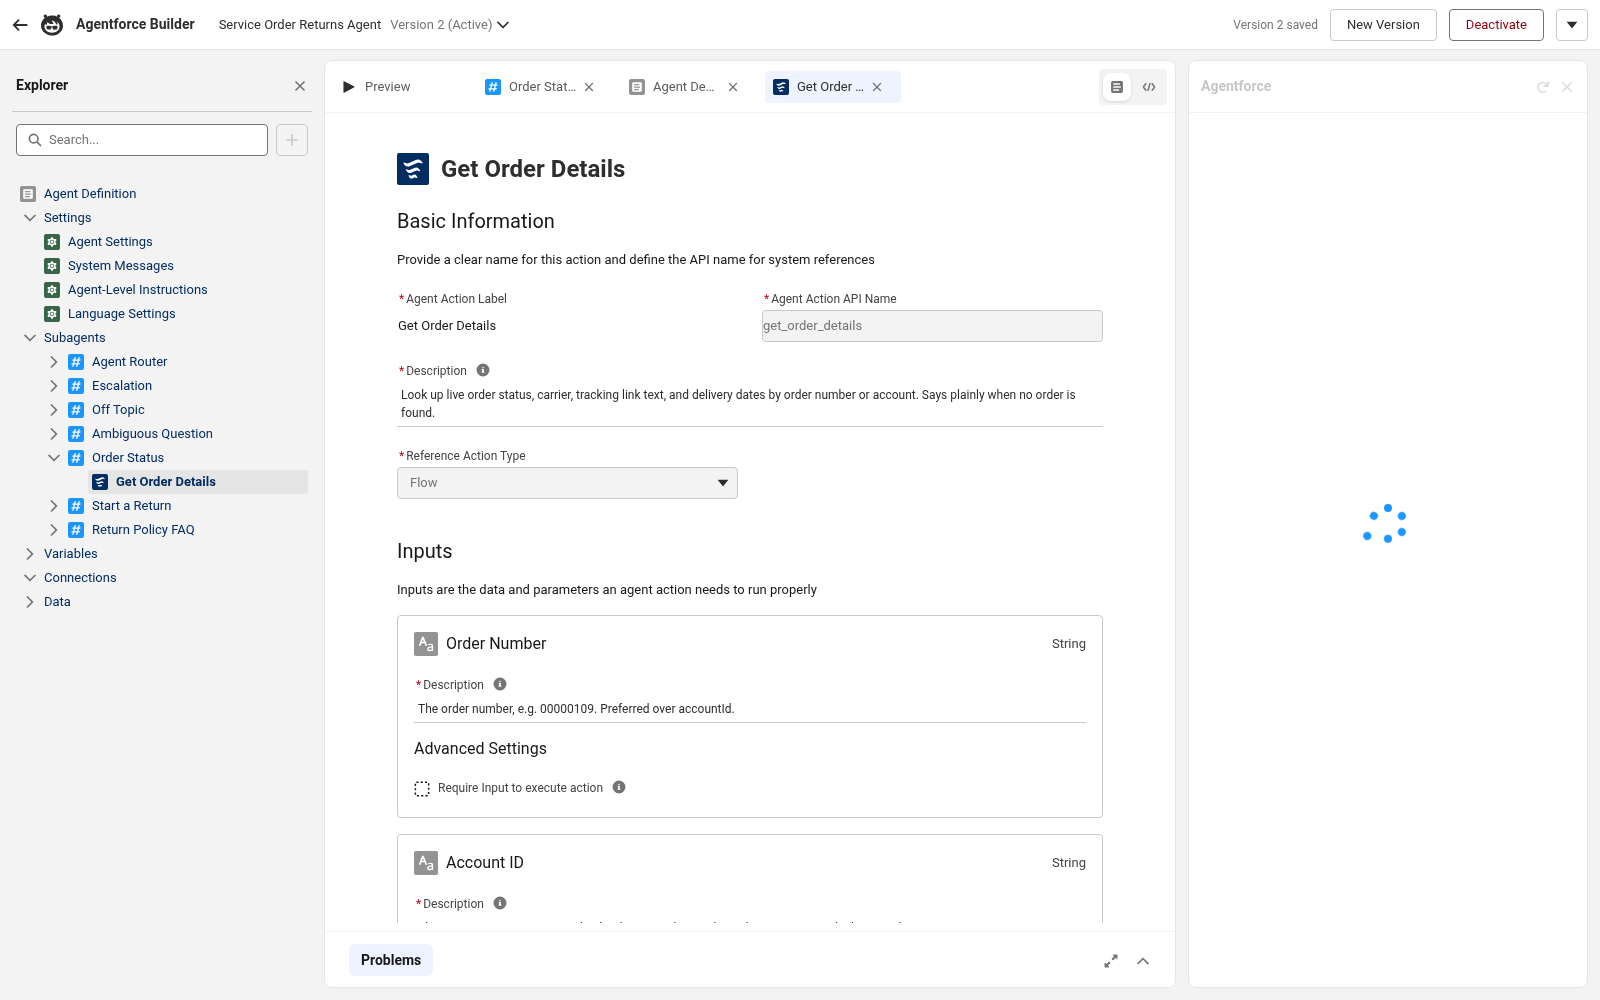 Agentforce Builder
Service Order Returns Agent
Version 2 (Active)
Version 2 saved
New Version
Deactivate
Explorer
Search...
Agent Definition
Settings
Agent Settings
System Messages
Agent-Level Instructions
Language Settings
Subagents
Agent Router
Escalation
Off Topic
Ambiguous Question
Order Status
Get Order Details
Start a Return
Return Policy FAQ
Variables
Connections
Data
Preview
Order Stat...
Agent De...
Get Order ...
Get Order Details
Basic Information
Provide a clear name for this action and define the API name for system references
* Agent Action Label
Get Order Details
* Agent Action API Name
get_order_details
* Description
Look up live order status, carrier, tracking link text, and delivery dates by order number or account. Says plainly when no order is
found.
* Reference Action Type
Flow
Inputs
Inputs are the data and parameters an agent action needs to run properly
Order Number
String
* Description
The order number, e.g. 00000109. Preferred over accountId.
Advanced Settings
Require Input to execute action
Account ID
String
* Description
Problems
Agentforce